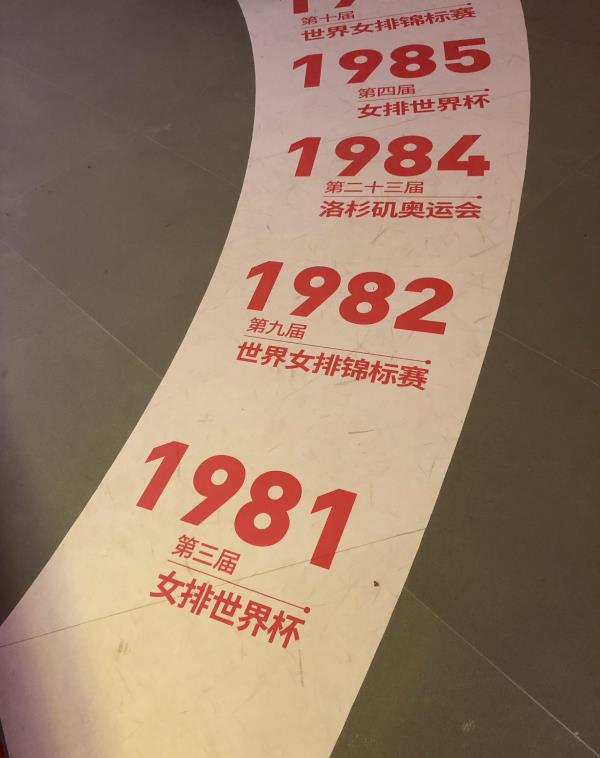 第十届
世界女排锦标赛
1985
第四届
女排世界杯
1984
第二十三届
洛杉矶奥运会
1982
第九届
世界女排锦标赛
1981
第三届
女排世界杯